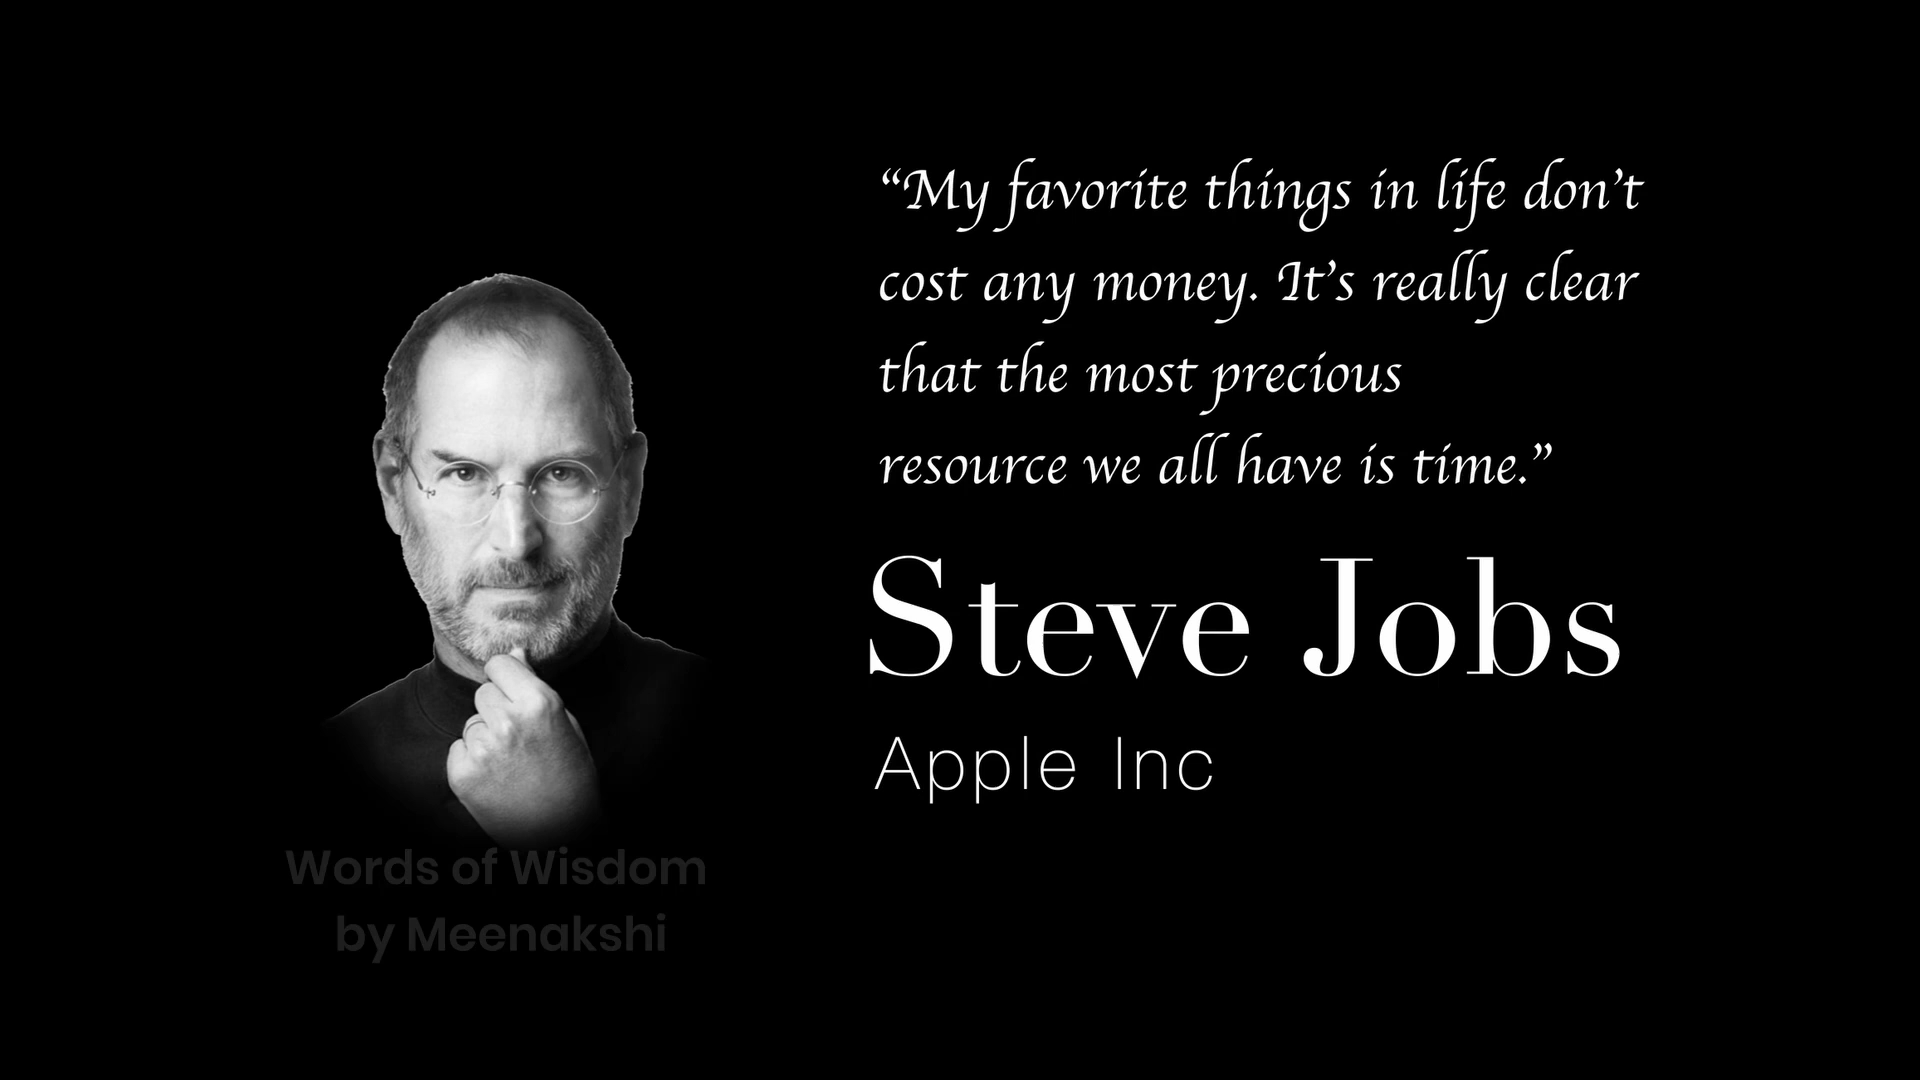 “My favorite things in life don’t
cost any money. It’s really clear
that the most precious
resource we all have is time.”
Steve Jobs
Apple Inc
Words of Wisdom
by Meenakshi